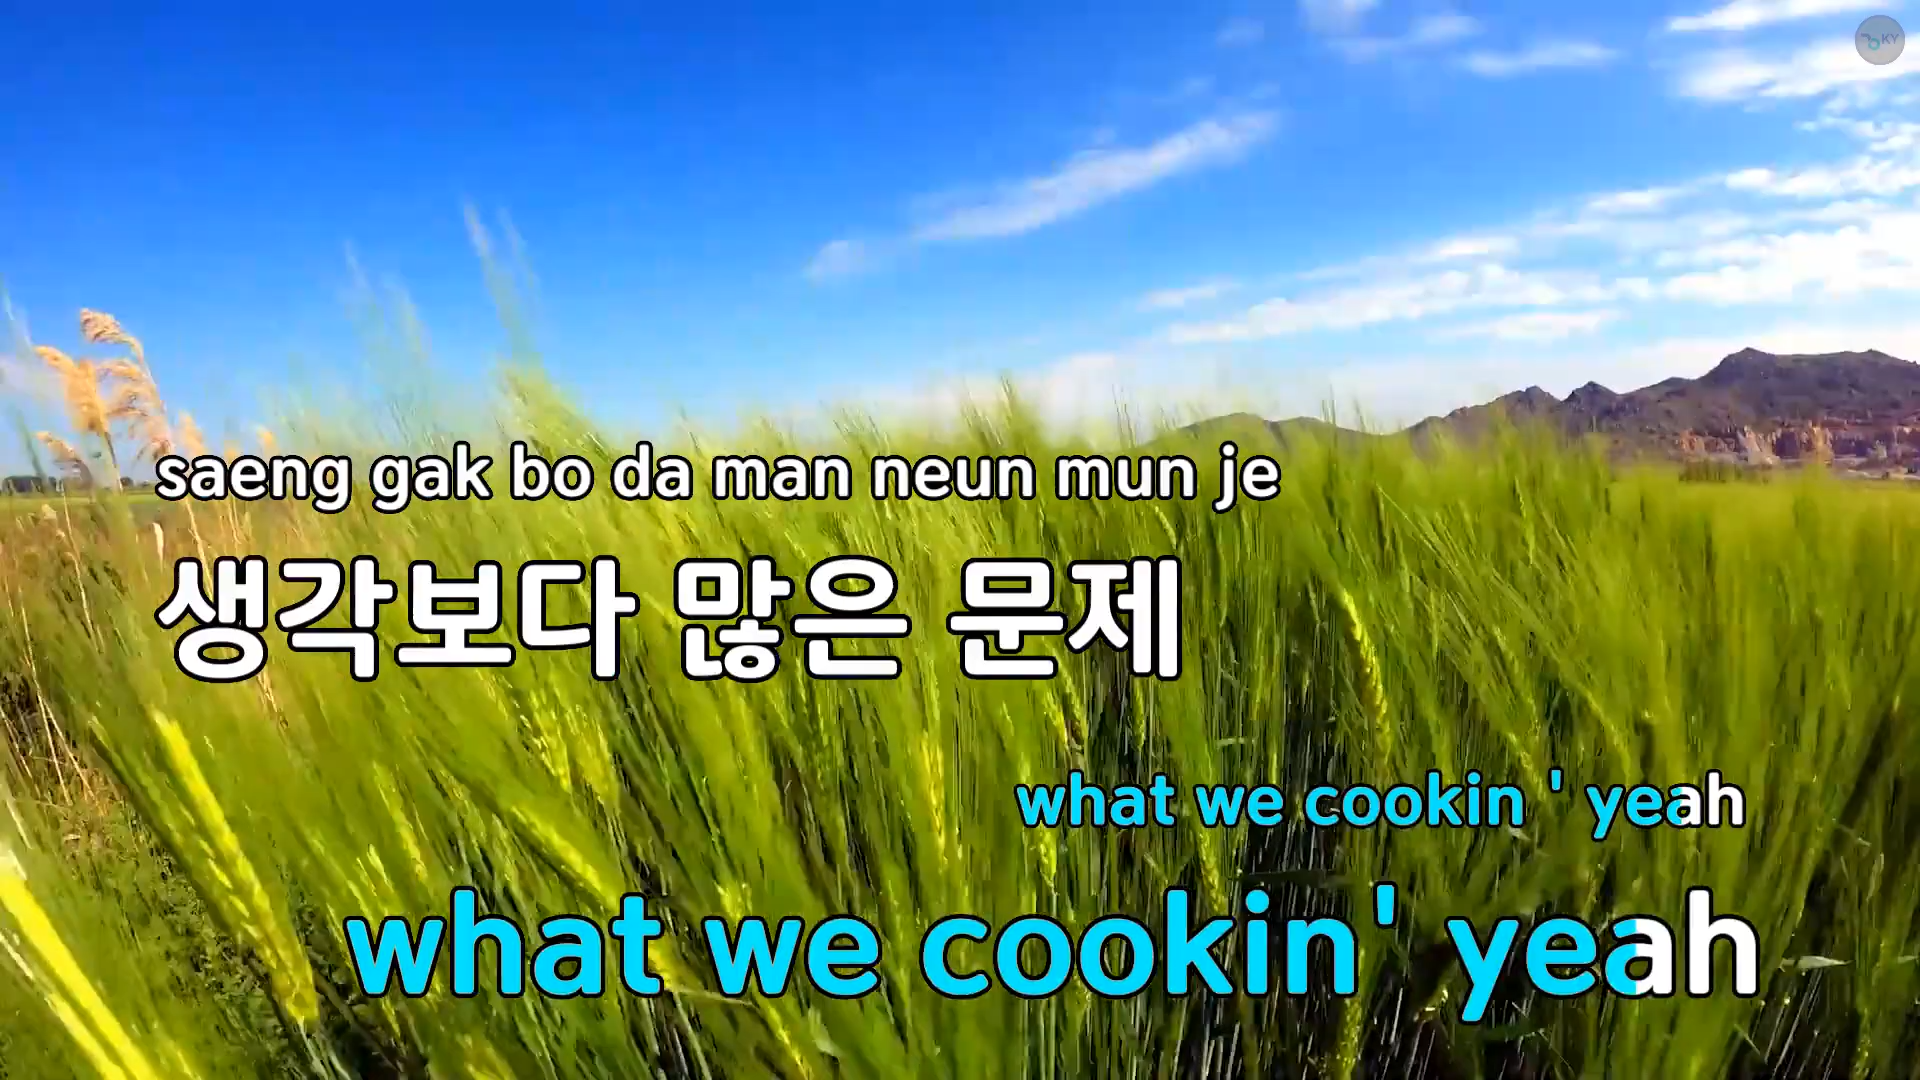 KY
saeng gak bo da man neun mun je
생각보다 많은 문제
what we cookin ' yeah
what we cookin' yeah